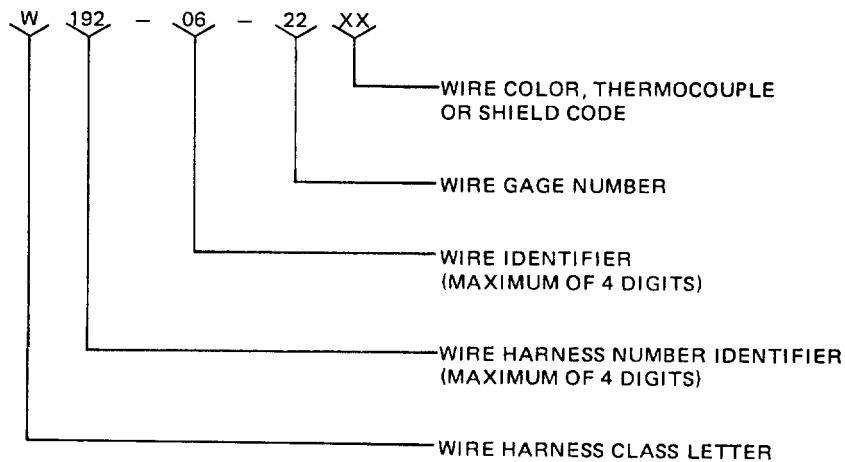 W 192 - 06 - 22 XX
WIRE COLOR, THERMOCOUPLE
OR SHIELD CODE
WIRE GAGE NUMBER
WIRE IDENTIFIER
(MAXIMUM OF 4 DIGITS)
WIRE HARNESS NUMBER IDENTIFIER
(MAXIMUM OF 4 DIGITS)
WIRE HARNESS CLASS LETTER